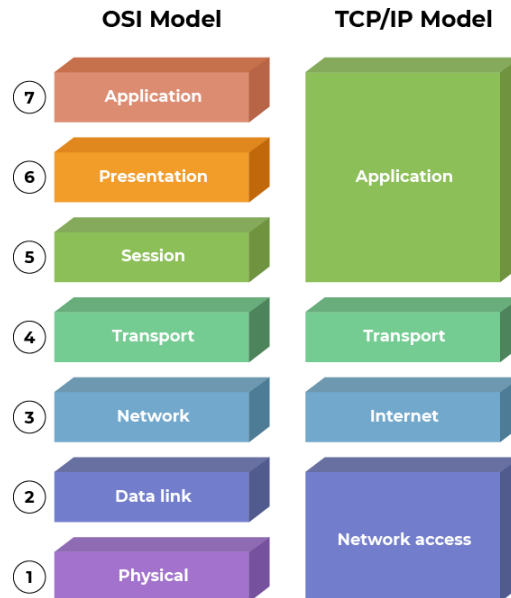 OSI Model
TCP/IP Model
7
Application
6
Presentation
Application
5
Session
4
Transport
Transport
3
Network
Internet
2
Data link
Network access
1
Physical